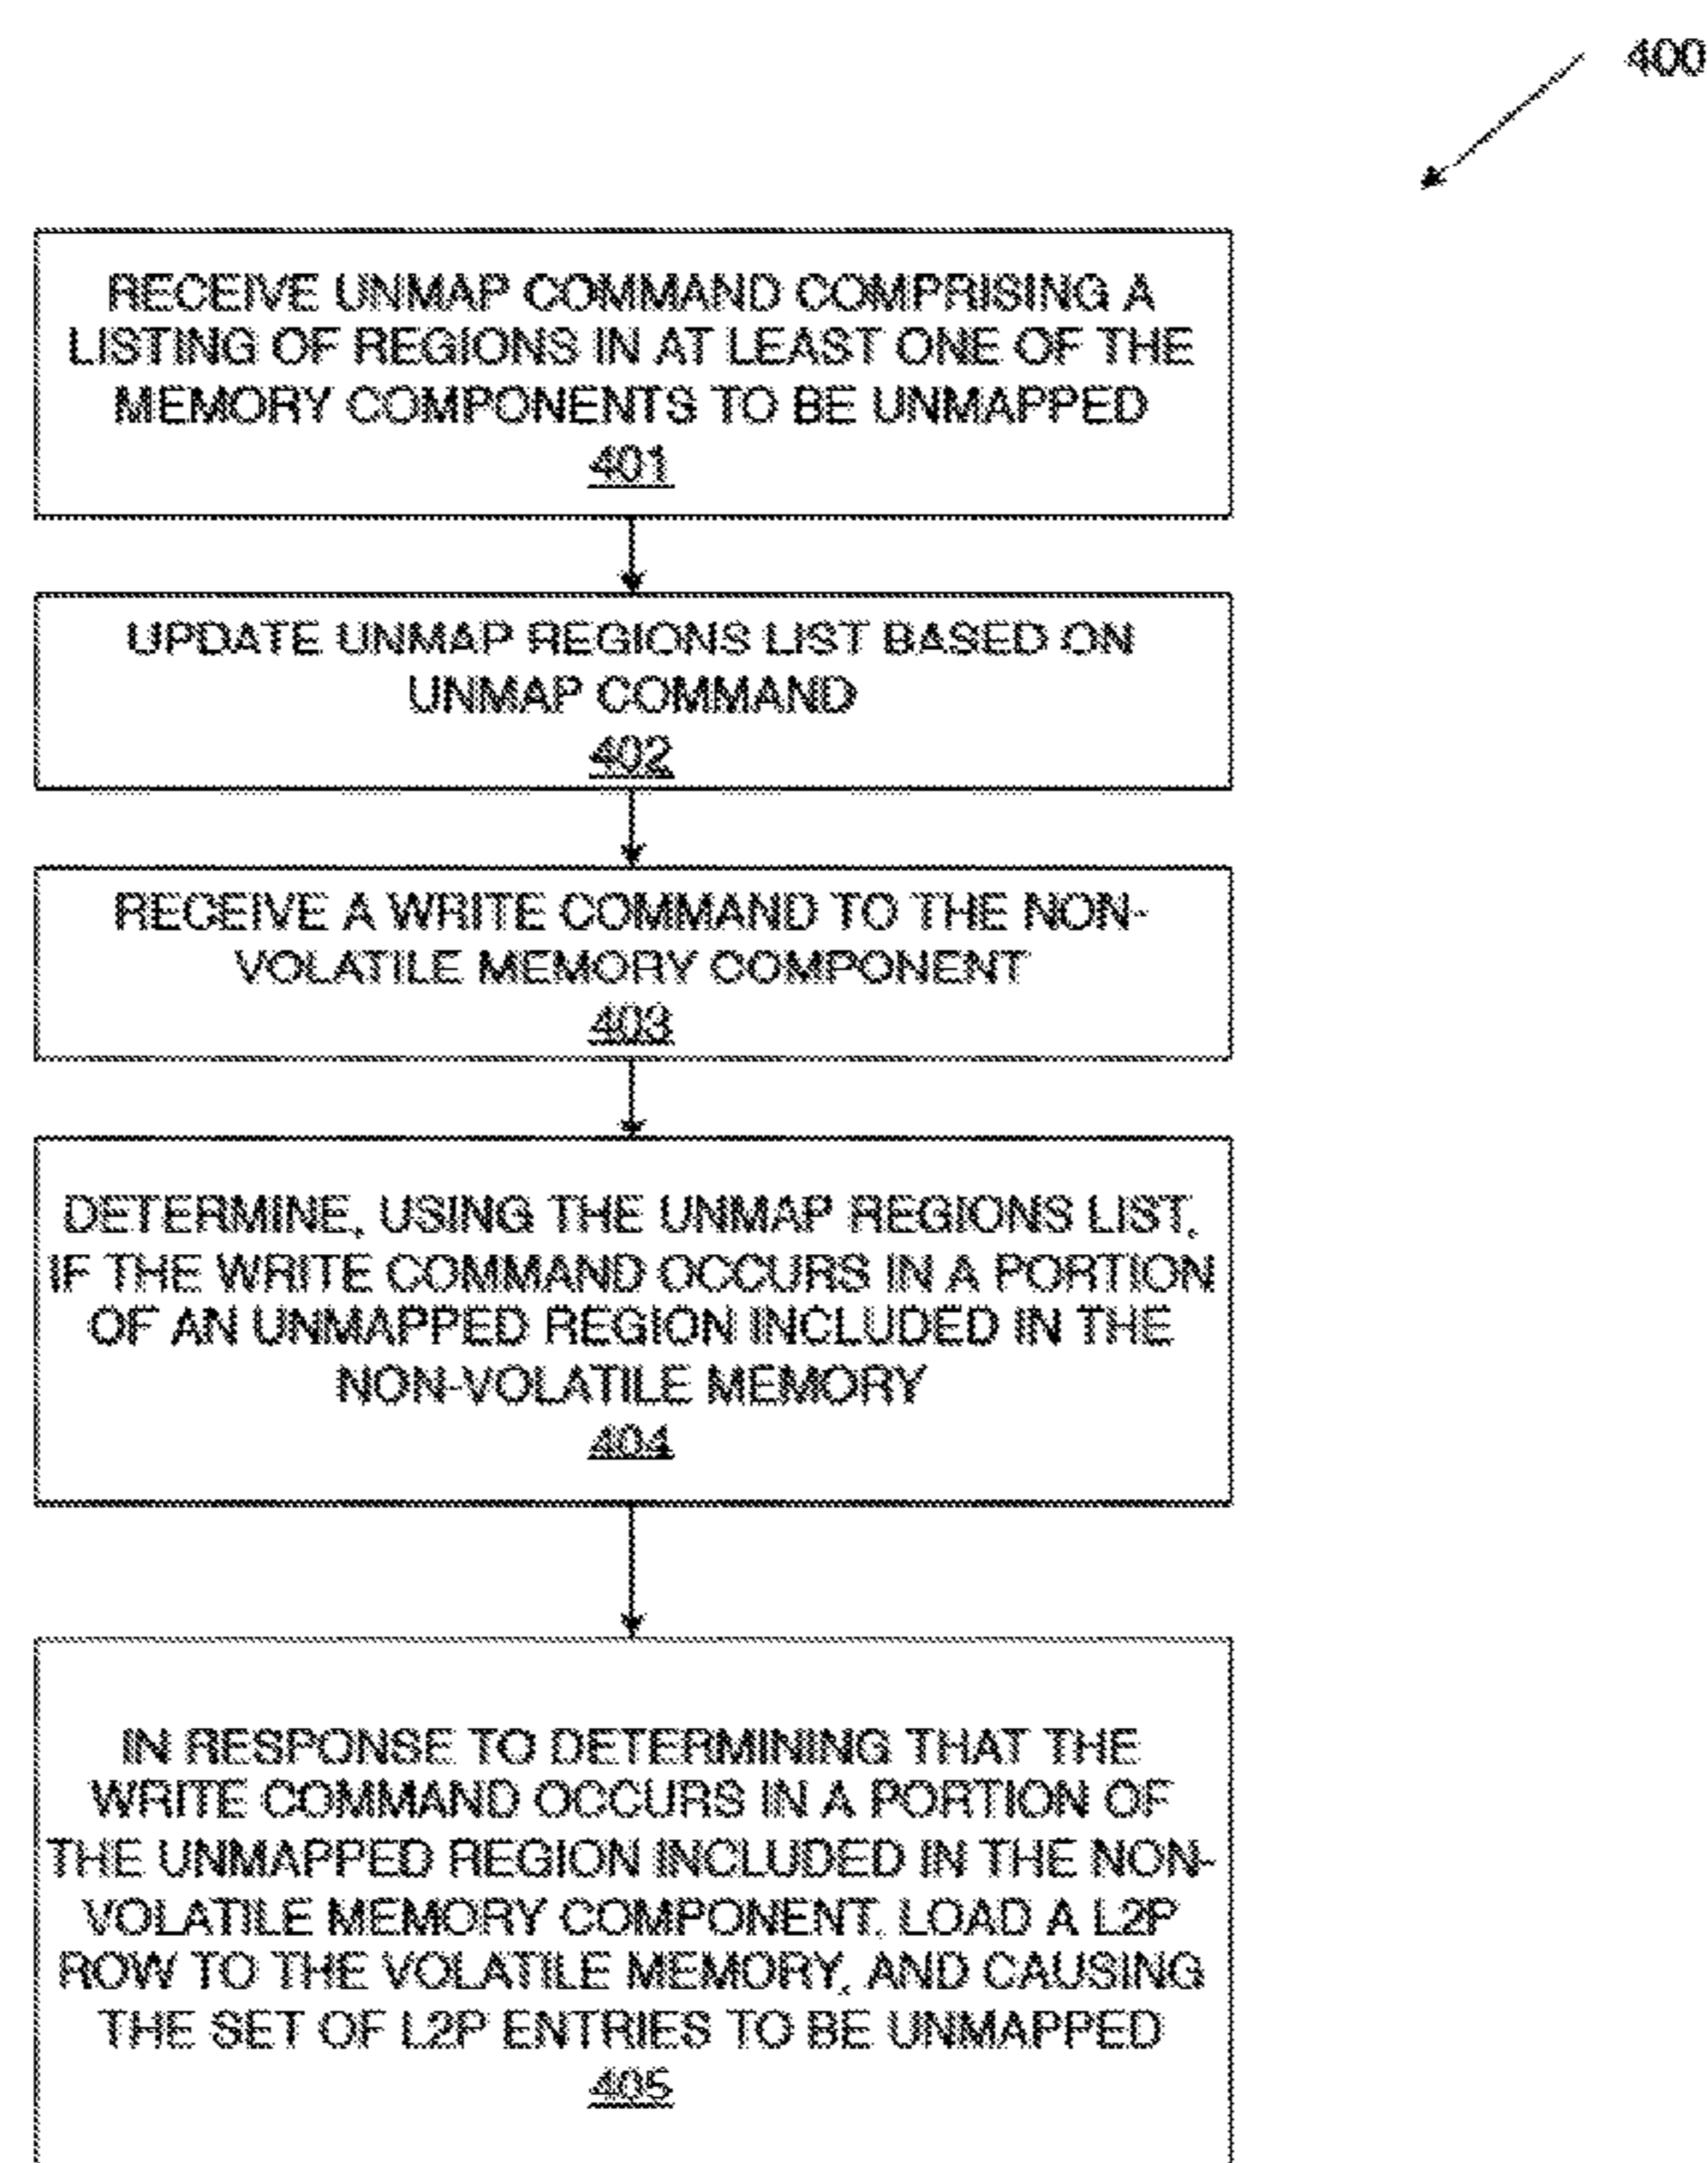 400
RECEIVE UNMAP COMMAND COMPRISING A
LISTING OF REGIONS IN AT LEAST ONE OF THE
MEMORY COMPONENTS TO BE UNMAPPED
401
UPDATE UNMAP REGIONS LIST BASED ON
UNMAP COMMAND
402
RECEIVE A WRITE COMMAND TO THE NON-
VOLATILE MEMORY COMPONENT
403
DETERMINE, USING THE UNMAP REGIONS LIST,
IF THE WRITE COMMAND OCCURS IN A PORTION
OF AN UNMAPPED REGION INCLUDED IN THE
NON-VOLATILE MEMORY
404
IN RESPONSE TO DETERMINING THAT THE
WRITE COMMAND OCCURS IN A PORTION OF
THE UNMAPPED REGION INCLUDED IN THE NON-
VOLATILE MEMORY COMPONENT, LOAD A L2P
ROW TO THE VOLATILE MEMORY, AND CAUSING
THE SET OF L2P ENTRIES TO BE UNMAPPED
405